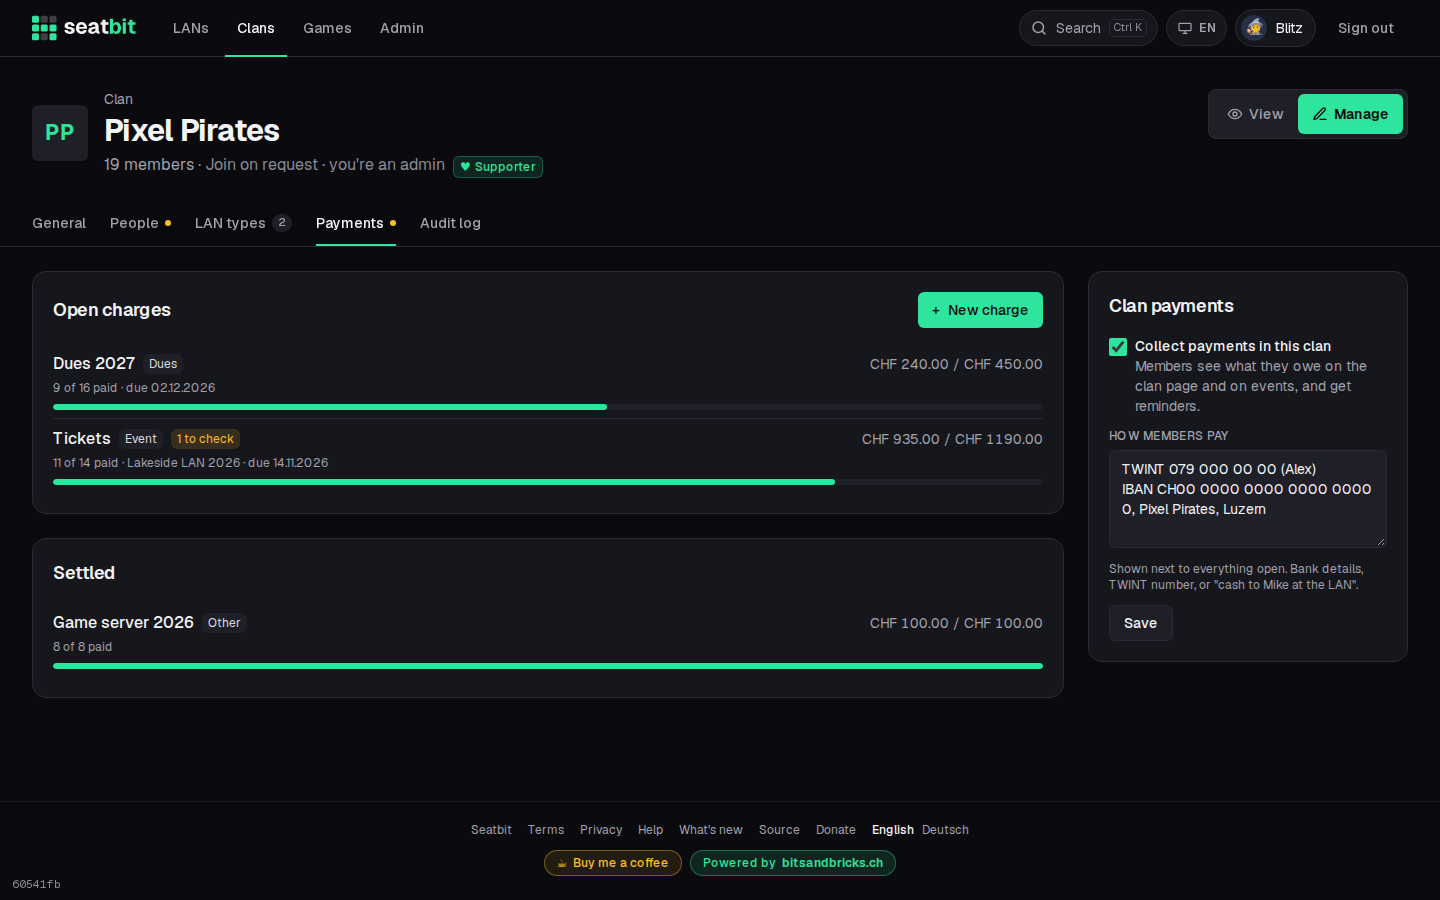 seatbit
LANs
Clans
Games
Admin
Search Ctrl K
EN
Blitz
Sign out
PP
Clan
Pixel Pirates
19 members · Join on request · you're an admin
♥ Supporter
View
Manage
General
People
LAN types 2
Payments
Audit log
Open charges
+ New charge
Dues 2027 Dues
CHF 240.00 / CHF 450.00
9 of 16 paid · due 02.12.2026
Tickets Event 1 to check
CHF 935.00 / CHF 1190.00
11 of 14 paid · Lakeside LAN 2026 · due 14.11.2026
Settled
Game server 2026 Other
CHF 100.00 / CHF 100.00
8 of 8 paid
Clan payments
Collect payments in this clan
Members see what they owe on the
clan page and on events, and get
reminders.
HOW MEMBERS PAY
TWINT 079 000 00 00 (Alex)
IBAN CH00 0000 0000 0000 0000
0, Pixel Pirates, Luzern
Shown next to everything open. Bank details,
TWINT number, or "cash to Mike at the LAN".
Save
Seatbit Terms Privacy Help What's new Source Donate English Deutsch
Buy me a coffee
Powered by bitsandbricks.ch
60541fb